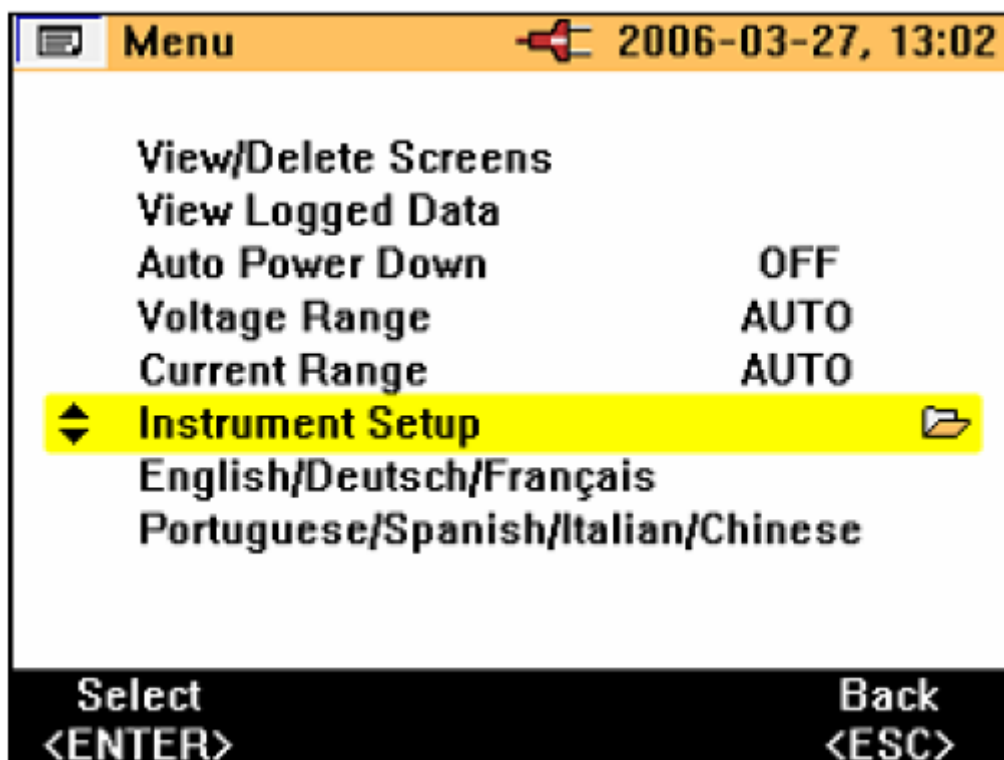 Menu 2006-03-27, 13:02
View/Delete Screens
View Logged Data
Auto Power Down OFF
Voltage Range AUTO
Current Range AUTO
Instrument Setup
English/Deutsch/Français
Portuguese/Spanish/Italian/Chinese
Select Back
<ENTER> <ESC>